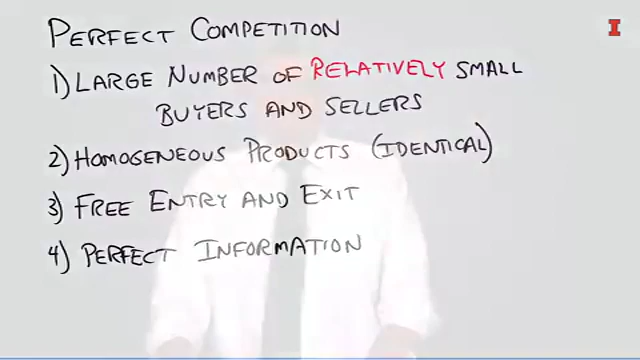 PERFECT COMPETITION
1) LARGE NUMBER OF RELATIVELY SMALL
BUYERS AND SELLERS
2) HOMOGENEOUS PRODUCTS (IDENTICAL)
3) FREE ENTRY AND EXIT
4) PERFECT INFORMATION
I